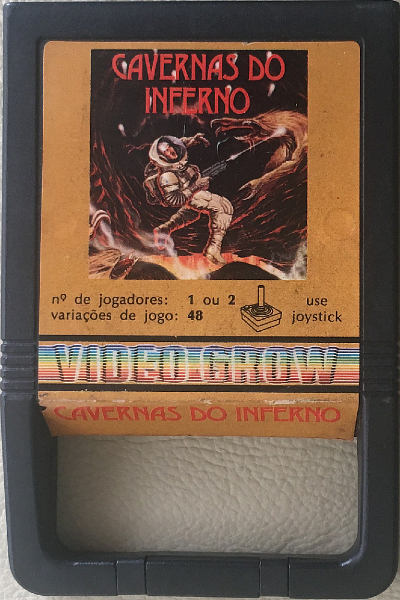 CAVERNAS DO
INFERNO
nº de jogadores: 1 ou 2
variações de jogo: 48
use
joystick
VIDEO GROW
CAVERNAS DO INFERNO